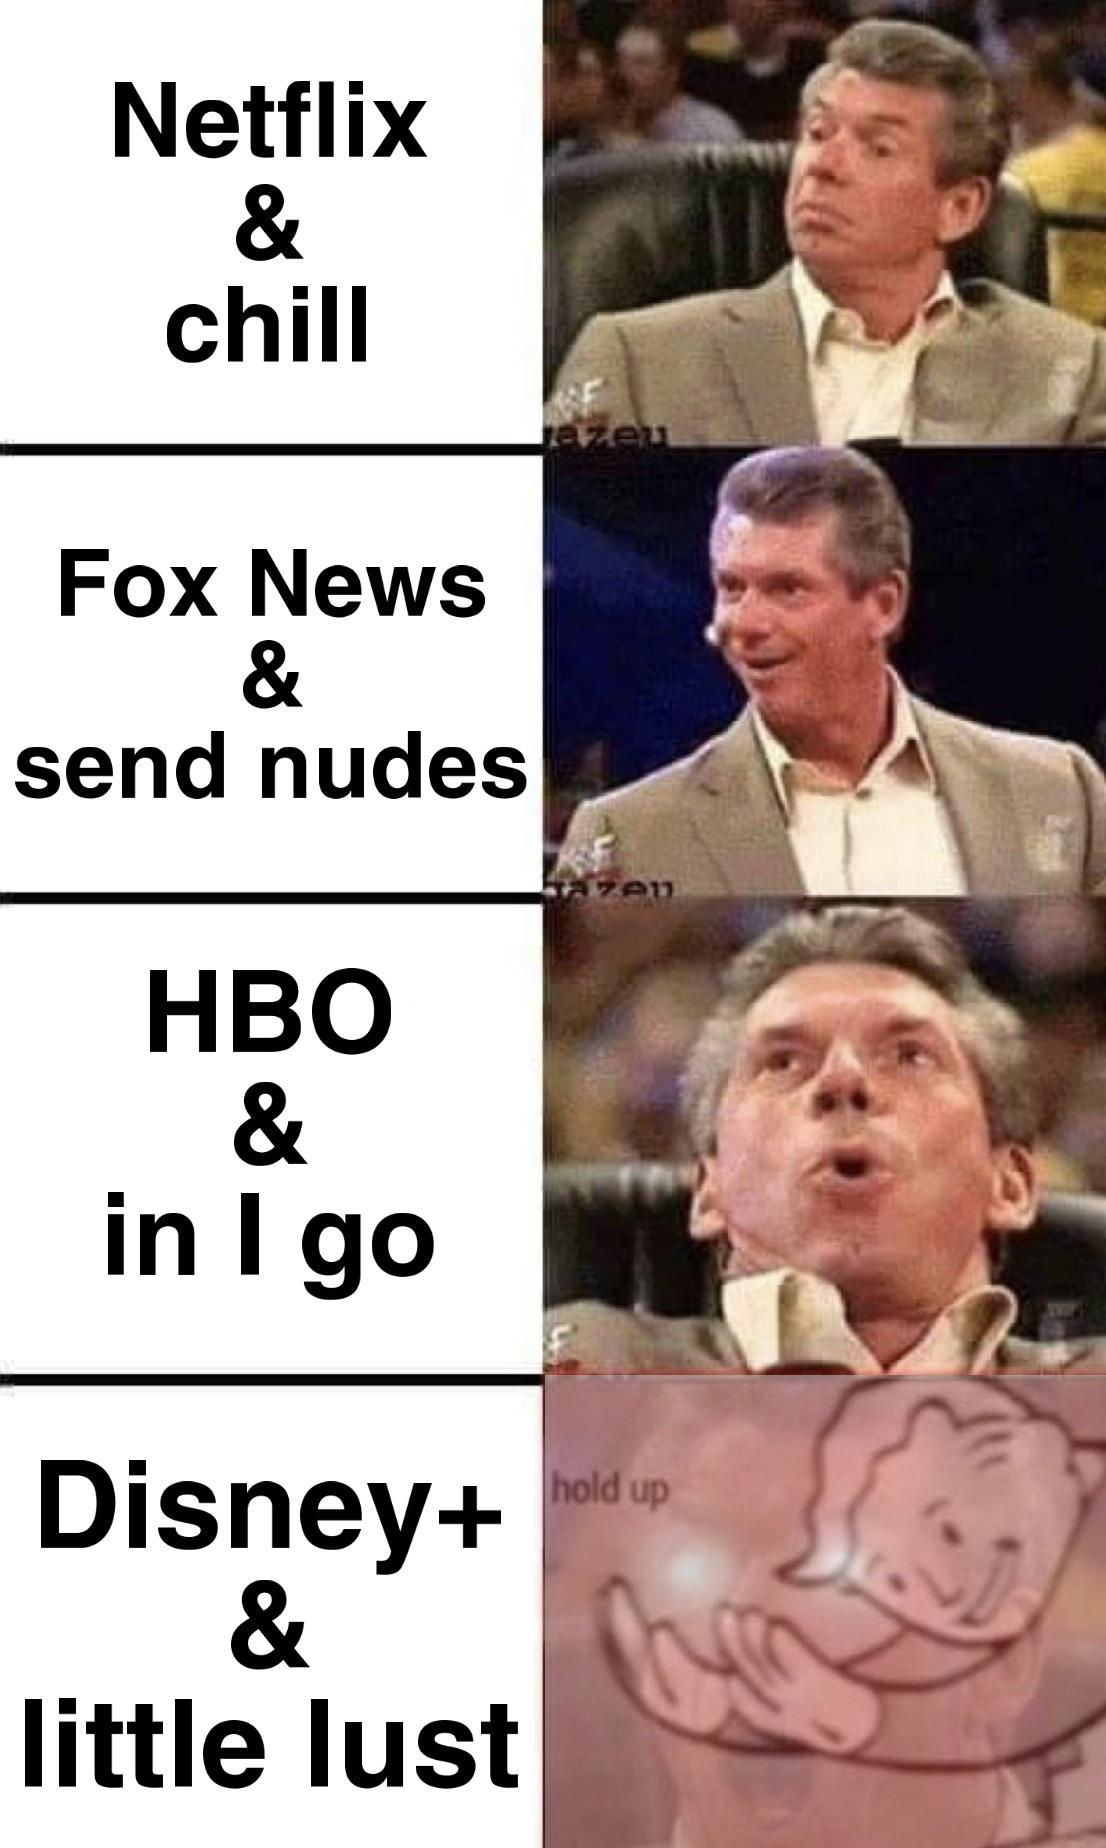 Netflix
&
chill
Fox News
&
send nudes
HBO
&
in I go
Disney+
&
little lust
hold up